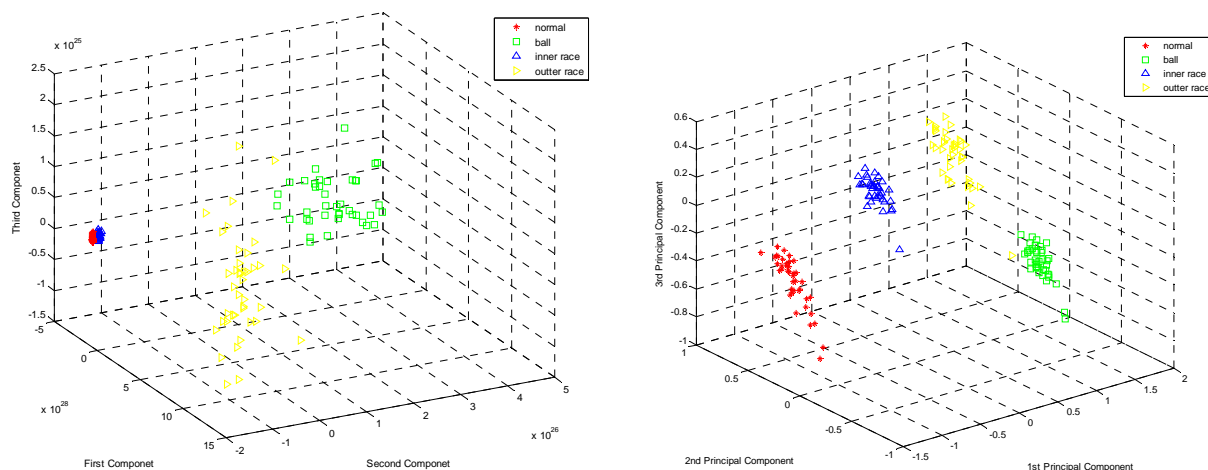 x 10 25
2.5
2
1.5
1
0.5
0
-0.5
-1
-1.5
Third Componet
-5
0
5
10
15
x 10 28
First Componet
-2
-1
0
1
2
3
4
5
x 10 26
Second Componet
normal
ball
inner race
outter race
0.6
0.4
0.2
0
-0.2
-0.4
-0.6
-0.8
-1
3rd Principal Component
1
0.5
0
-0.5
-1
2nd Principal Component
-1.5
-1
-0.5
0
0.5
1
1.5
2
1st Principal Component
normal
ball
inner race
outter race